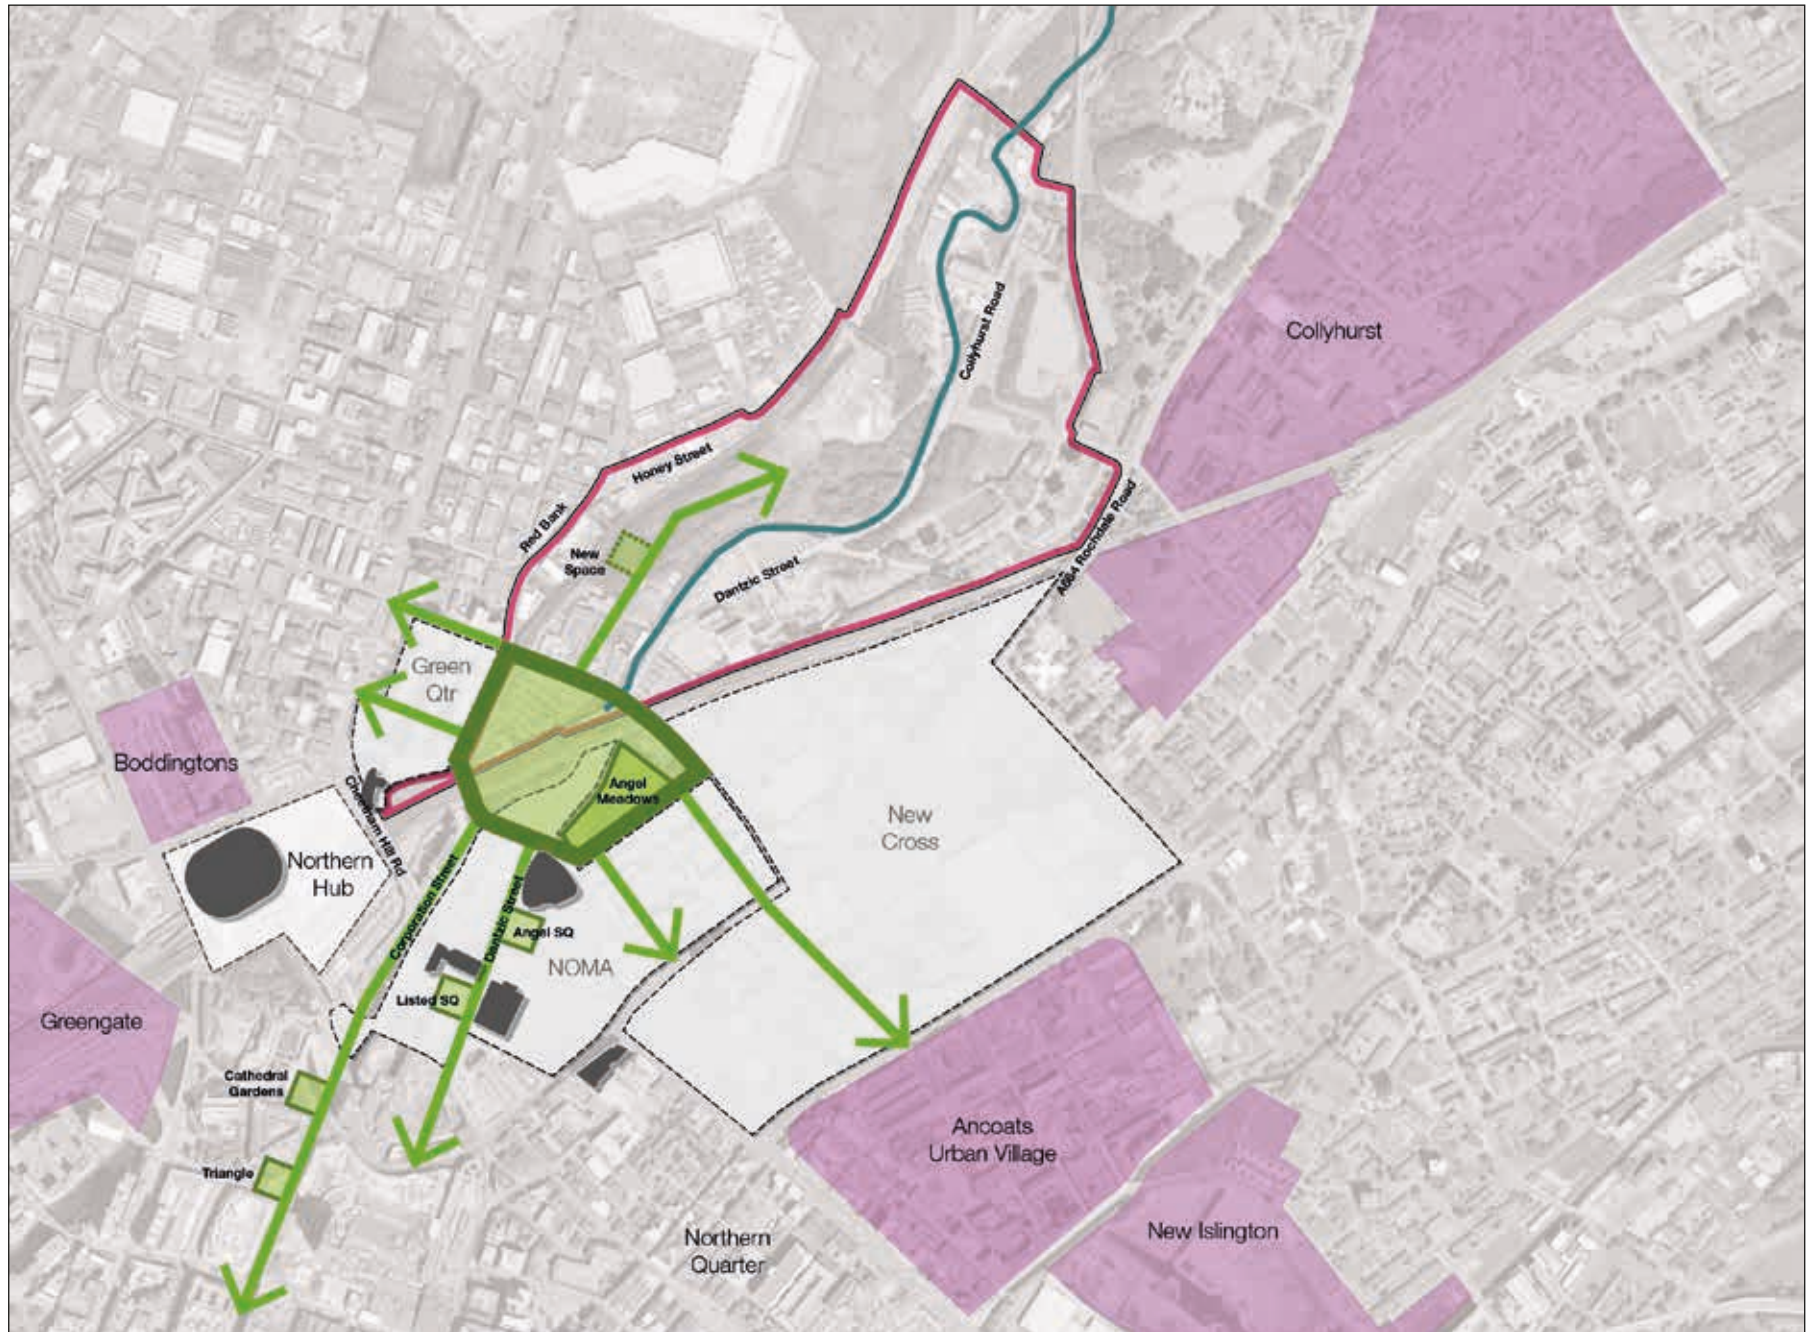 Collyhurst Road
Collyhurst
Honey Street
Red Bank
New
Space
Dantzic Street
A664 Rochdale Road
Green
Qtr
Boddingtons
Angel
Meadows
Cheetham Hill Rd
New
Cross
Northern
Hub
Corporation Street
Dantzic Street
Angel SQ
NOMA
Listed SQ
Greengate
Cathedral
Gardens
Ancoats
Urban Village
Triangle
Northern
Quarter
New Islington